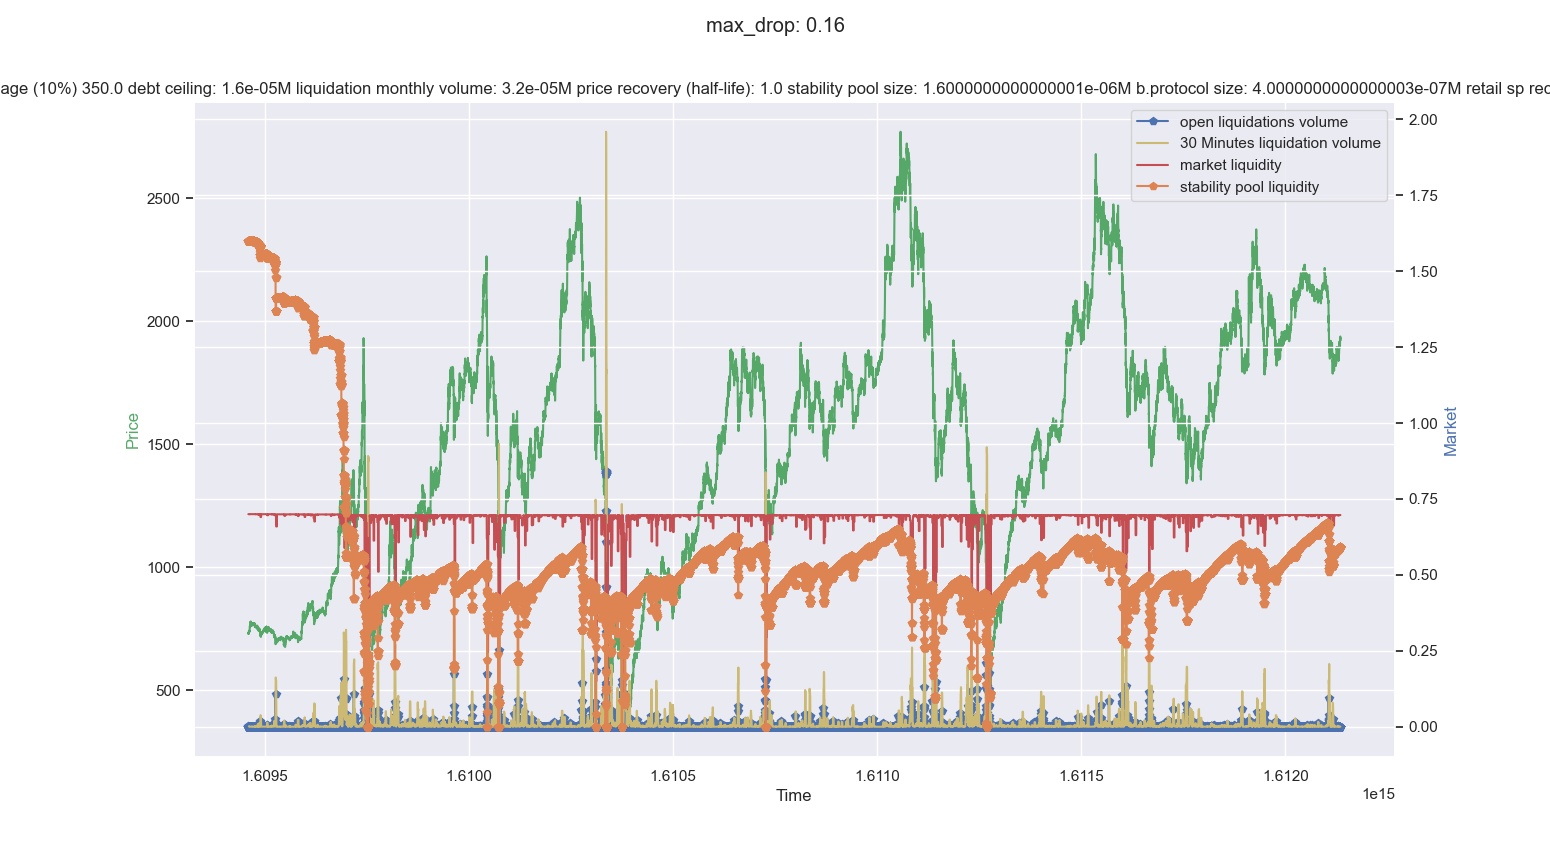 max_drop: 0.16
age (10%) 350.0 debt ceiling: 1.6e-05M liquidation monthly volume: 3.2e-05M price recovery (half-life): 1.0 stability pool size: 1.6000000000000001e-06M b.protocol size: 4.0000000000000003e-07M retail sp rec
open liquidations volume
30 Minutes liquidation volume
market liquidity
stability pool liquidity
2500
2000
1500
1000
500
Price
2.00
1.75
1.50
1.25
1.00
0.75
0.50
0.25
0.00
Market
1.6095
1.6100
1.6105
1.6110
1.6115
1.6120
1e15
Time